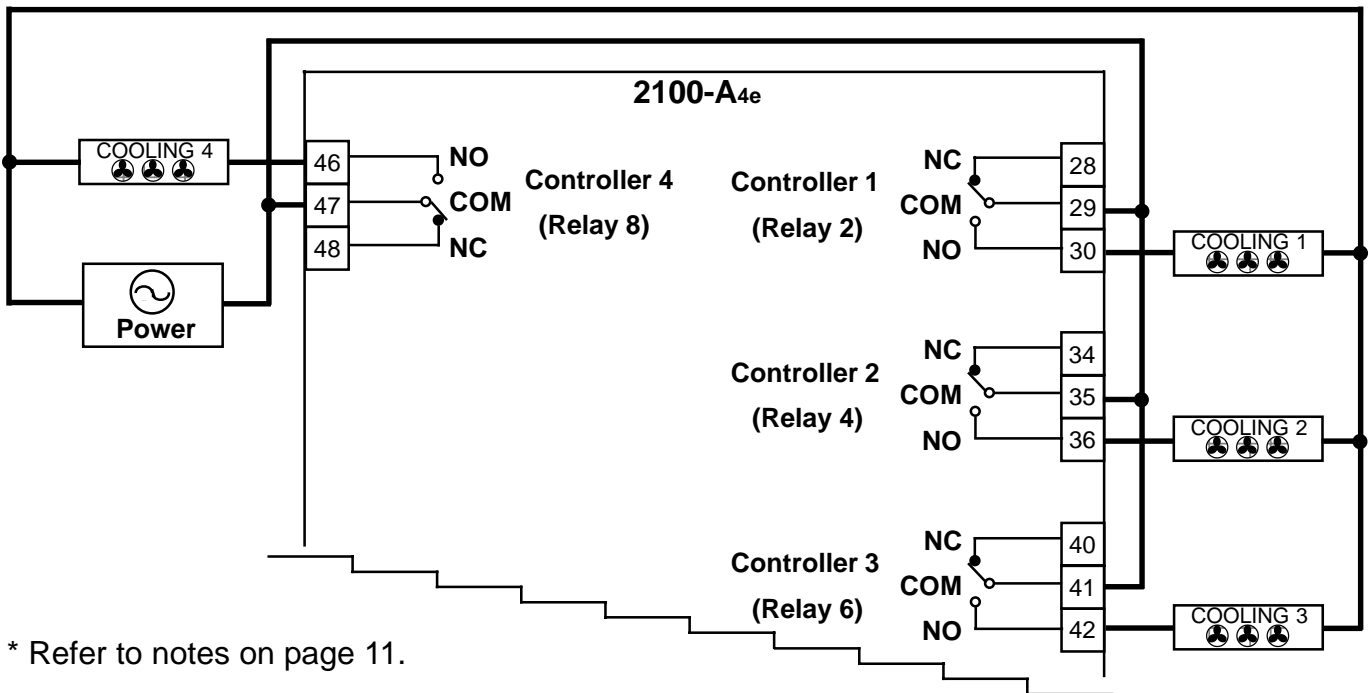 2100-A4e
COOLING 4
46
47
48
NO
COM
NC
Controller 4
(Relay 8)
Power
Controller 1
(Relay 2)
NC
COM
NO
28
29
30
COOLING 1
Controller 2
(Relay 4)
NC
COM
NO
34
35
36
COOLING 2
Controller 3
(Relay 6)
NC
COM
NO
40
41
42
COOLING 3
* Refer to notes on page 11.